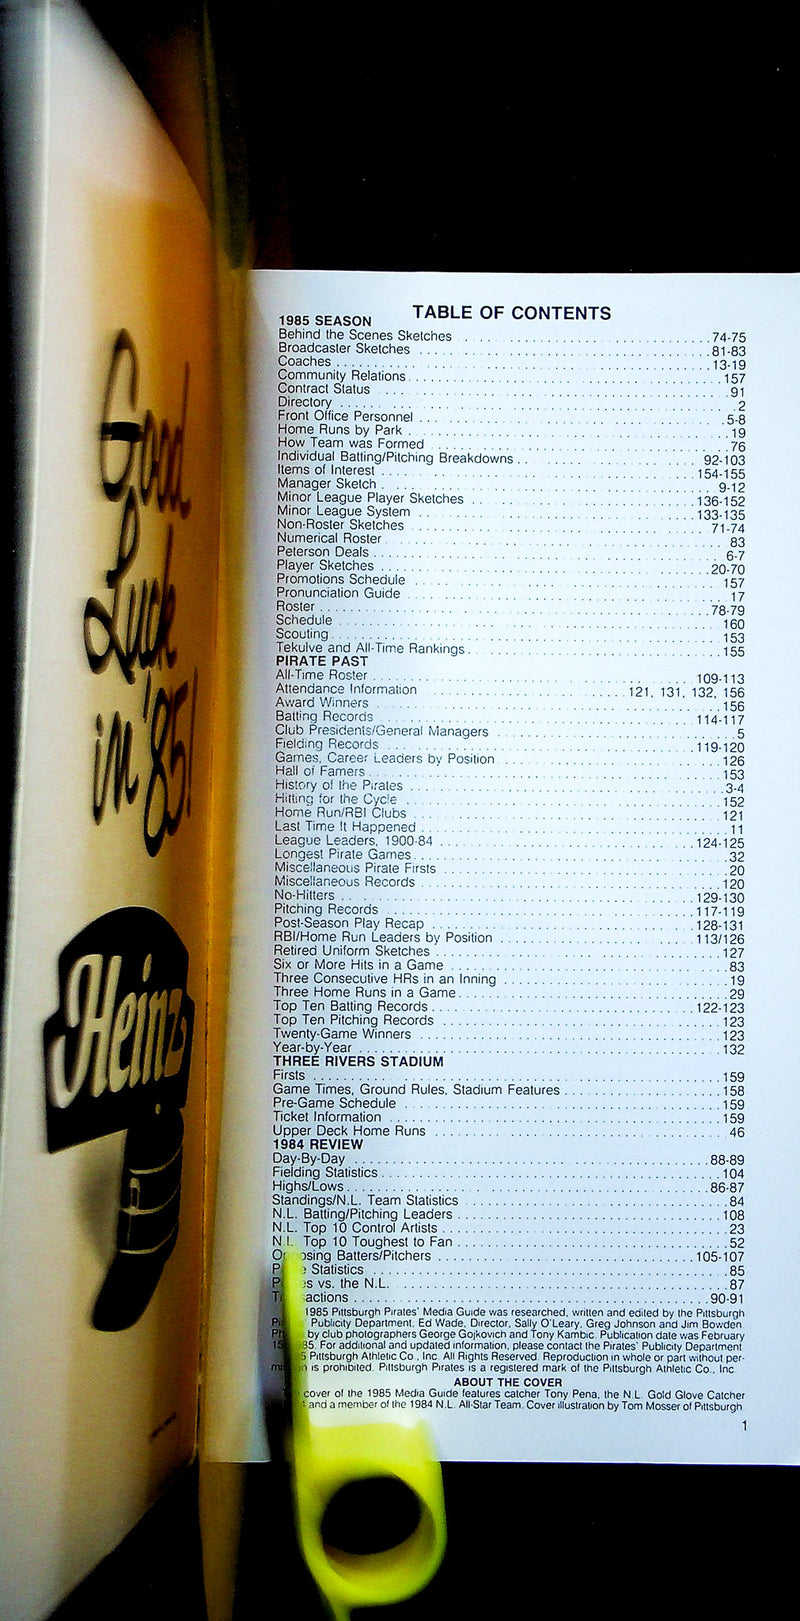 Good
Luck
in '85!
Heinz
TABLE OF CONTENTS
1985 SEASON
Behind the Scenes Sketches 74-75
Broadcaster Sketches 81-83
Coaches 13-19
Community Relations 157
Contract Status 91
Directory 2
Front Office Personnel 5-8
Home Runs by Park 19
How Team was Formed 76
Individual Batting/Pitching Breakdowns 92-103
Items of Interest 154-155
Manager Sketch 9-12
Minor League Player Sketches 136-152
Minor League System 133-135
Non-Roster Sketches 71-74
Numerical Roster 83
Peterson Deals 6-7
Player Sketches 20-70
Promotions Schedule 157
Pronunciation Guide 17
Roster 78-79
Schedule 160
Scouting 153
Tekulve and All-Time Rankings 155
PIRATE PAST
All-Time Roster 109-113
Attendance Information 121, 131, 132, 156
Award Winners 156
Batting Records 114-117
Club Presidents/General Managers 5
Fielding Records 119-120
Games, Career Leaders by Position 126
Hall of Famers 153
History of the Pirates 3-4
Hitting for the Cycle 152
Home Run/RBI Clubs 121
Last Time It Happened 11
League Leaders, 1900-84 124-125
Longest Pirate Games 32
Miscellaneous Pirate Firsts 20
Miscellaneous Records 120
No-Hitters 129-130
Pitching Records 117-119
Post-Season Play Recap 128-131
RBI/Home Run Leaders by Position 113/126
Retired Uniform Sketches 127
Six or More Hits in a Game 83
Three Consecutive HRs in an Inning 19
Three Home Runs in a Game 29
Top Ten Batting Records 122-123
Top Ten Pitching Records 123
Twenty-Game Winners 123
Year-by-Year 132
THREE RIVERS STADIUM
Firsts 159
Game Times, Ground Rules, Stadium Features 158
Pre-Game Schedule 159
Ticket Information 159
Upper Deck Home Runs 46
1984 REVIEW
Day-By-Day 88-89
Fielding Statistics 104
Highs/Lows 86-87
Standings/N.L. Team Statistics 84
N.L. Batting/Pitching Leaders 108
N.L. Top 10 Control Artists 23
N.L. Top 10 Toughest to Fan 52
Opposing Batters/Pitchers 105-107
Statistics 85
vs. the N.L. 87
90-91
1985 Pittsburgh Pirates' Media Guide was researched, written and edited by the Pittsburgh
Publicity Department, Ed Wade, Director, Sally O'Leary, Greg Johnson and Jim Bowden.
by club photographers George Gojkovich and Tony Kambic. Publication date was February
For additional and updated information, please contact the Pirates' Publicity Department.
Pittsburgh Athletic Co., Inc. All Rights Reserved. Reproduction in whole or part without per-
is prohibited. Pittsburgh Pirates is a registered mark of the Pittsburgh Athletic Co., Inc.
ABOUT THE COVER
cover of the 1985 Media Guide features catcher Tony Pena, the N.L. Gold Glove Catcher
and a member of the 1984 N.L. All-Star Team. Cover illustration by Tom Mosser of Pittsburgh.
1